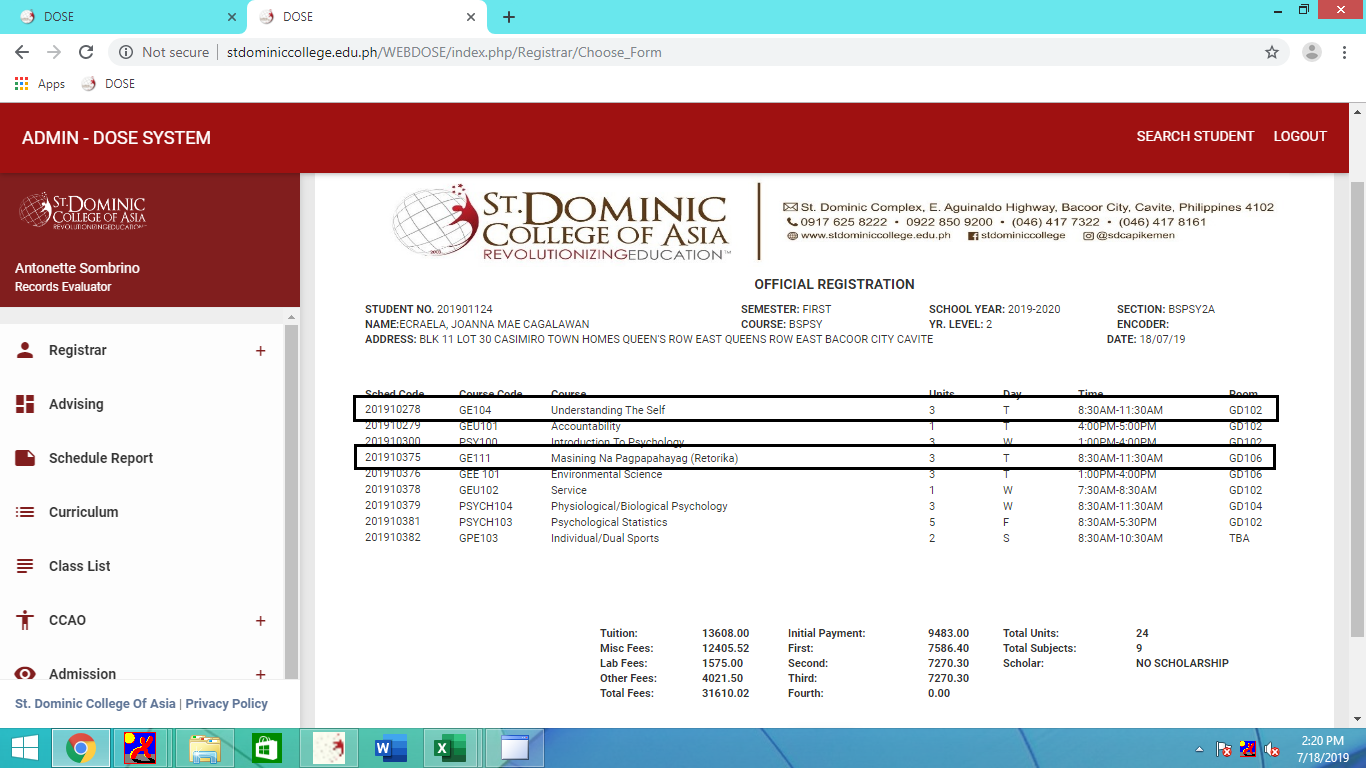 DOSE
DOSE
Not secure stdominiccollege.edu.ph/WEBDOSE/index.php/Registrar/Choose_Form
Apps DOSE
ADMIN - DOSE SYSTEM SEARCH STUDENT LOGOUT
ST. DOMINIC
COLLEGE OF ASIA
REVOLUTIONIZING EDUCATION
Antonette Sombrino
Records Evaluator
Registrar +
Advising
Schedule Report
Curriculum
Class List
CCAO +
Admission +
St. Dominic College Of Asia | Privacy Policy
ST. DOMINIC
COLLEGE OF ASIA
REVOLUTIONIZINGEDUCATION™
St. Dominic Complex, E. Aguinaldo Highway, Bacoor City, Cavite, Philippines 4102
0917 625 8222 • 0922 850 9200 • (046) 417 7322 • (046) 417 8161
www.stdominiccollege.edu.ph stdominiccollege @sdcapikemen
OFFICIAL REGISTRATION
STUDENT NO. 201901124 SEMESTER: FIRST SCHOOL YEAR: 2019-2020 SECTION: BSPSY2A
NAME:ECRAELA, JOANNA MAE CAGALAWAN COURSE: BSPSY YR. LEVEL: 2 ENCODER:
ADDRESS: BLK 11 LOT 30 CASIMIRO TOWN HOMES QUEEN'S ROW EAST QUEENS ROW EAST BACOOR CITY CAVITE DATE: 18/07/19
Sched Code Course Code Course Units Day Time Room
201910278 GE104 Understanding The Self 3 T 8:30AM-11:30AM GD102
201910279 GEU101 Accountability 1 T 4:00PM-5:00PM GD102
201910300 PSY100 Introduction To Psychology 3 W 1:00PM-4:00PM GD102
201910375 GE111 Masining Na Pagpapahayag (Retorika) 3 T 8:30AM-11:30AM GD106
201910376 GEE 101 Environmental Science 3 T 1:00PM-4:00PM GD106
201910378 GEU102 Service 1 W 7:30AM-8:30AM GD102
201910379 PSYCH104 Physiological/Biological Psychology 3 W 8:30AM-11:30AM GD104
201910381 PSYCH103 Psychological Statistics 5 F 8:30AM-5:30PM GD102
201910382 GPE103 Individual/Dual Sports 2 S 8:30AM-10:30AM TBA
Tuition: 13608.00 Initial Payment: 9483.00 Total Units: 24
Misc Fees: 12405.52 First: 7586.40 Total Subjects: 9
Lab Fees: 1575.00 Second: 7270.30 Scholar: NO SCHOLARSHIP
Other Fees: 4021.50 Third: 7270.30
Total Fees: 31610.02 Fourth: 0.00
2:20 PM
7/18/2019